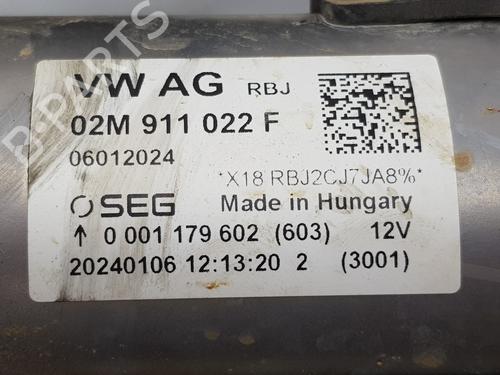 VW AG RBJ
02M 911 022 F
06012024
*X18 RBJ2CJ7JA8%*
SEG Made in Hungary
↑ 0 001 179 602 (603) 12V
20240106 12:13:20 2 (3001)
B-PARTS